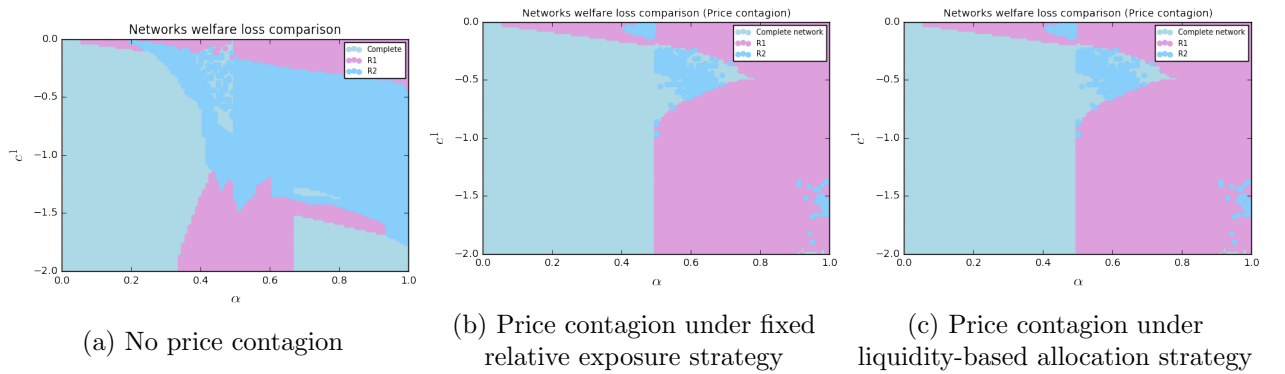 Networks welfare loss comparison
Complete
R1
R2
0.0
−0.5
−1.0
−1.5
−2.0
c¹
0.0 0.2 0.4 0.6 0.8 1.0
α
(a) No price contagion
Networks welfare loss comparison (Price contagion)
Complete network
R1
R2
0.0
−0.5
−1.0
−1.5
−2.0
c¹
0.0 0.2 0.4 0.6 0.8 1.0
α
(b) Price contagion under fixed
relative exposure strategy
Networks welfare loss comparison (Price contagion)
Complete network
R1
R2
0.0
−0.5
−1.0
−1.5
−2.0
c¹
0.0 0.2 0.4 0.6 0.8 1.0
α
(c) Price contagion under
liquidity-based allocation strategy